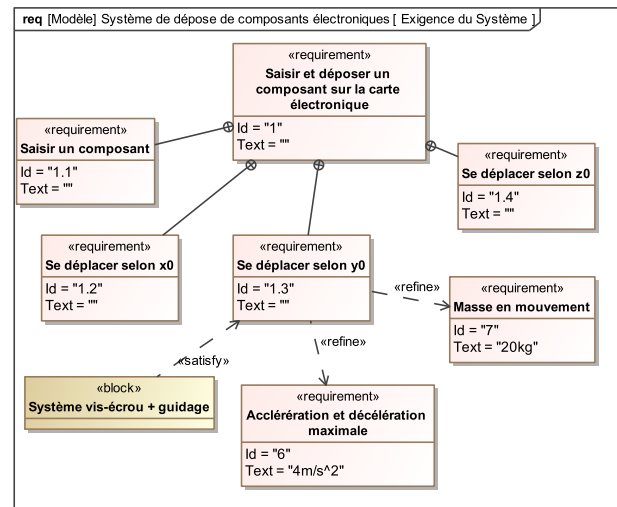 req [Modèle] Système de dépose de composants électroniques [ Exigence du Système ]
«requirement»
Saisir et déposer un
composant sur la carte
électronique
Id = "1"
Text = ""
«requirement»
Saisir un composant
Id = "1.1"
Text = ""
«requirement»
Se déplacer selon z0
Id = "1.4"
Text = ""
«requirement»
Se déplacer selon x0
Id = "1.2"
Text = ""
«requirement»
Se déplacer selon y0
Id = "1.3"
Text = ""
«refine»
«requirement»
Masse en mouvement
Id = "7"
Text = "20kg"
«satisfy»
«refine»
«block»
Système vis-écrou + guidage
«requirement»
Acclérération et décélération
maximale
Id = "6"
Text = "4m/s^2"